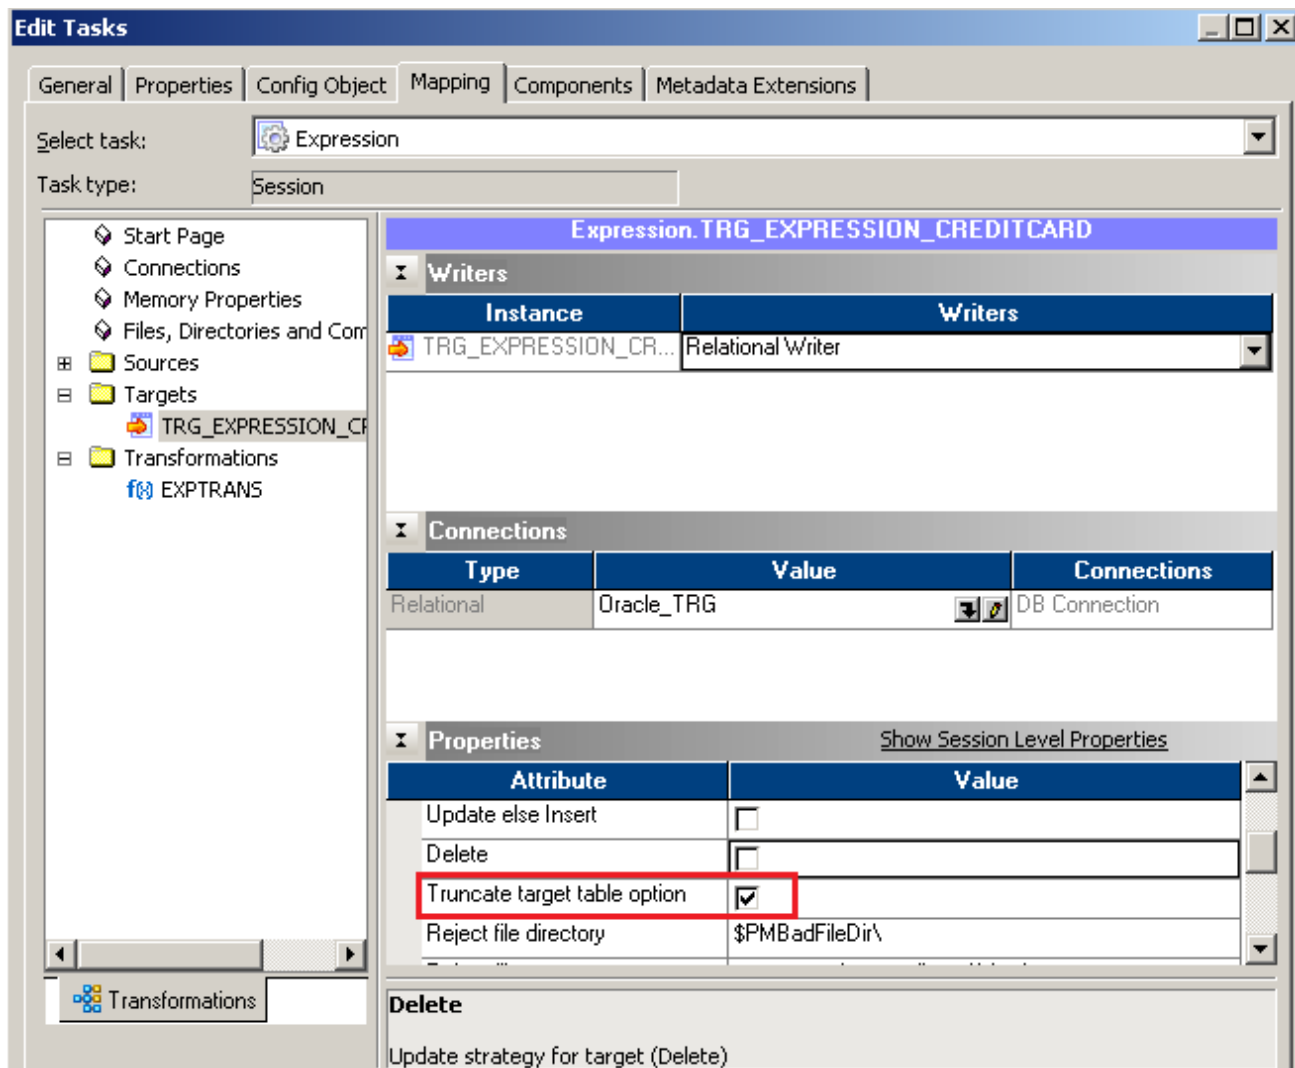 Edit Tasks
General Properties Config Object Mapping Components Metadata Extensions
Select task: Expression
Task type: Session
Start Page
Connections
Memory Properties
Files, Directories and Com
Sources
Targets
TRG_EXPRESSION_CR
Transformations
f(x) EXPTRANS
Transformations
Expression.TRG_EXPRESSION_CREDITCARD
Writers
Instance Writers
TRG_EXPRESSION_CR... Relational Writer
Connections
Type Value Connections
Relational Oracle_TRG DB Connection
Properties Show Session Level Properties
Attribute Value
Update else Insert
Delete
Truncate target table option
Reject file directory $PMBadFileDir\
Delete
Update strategy for target (Delete)